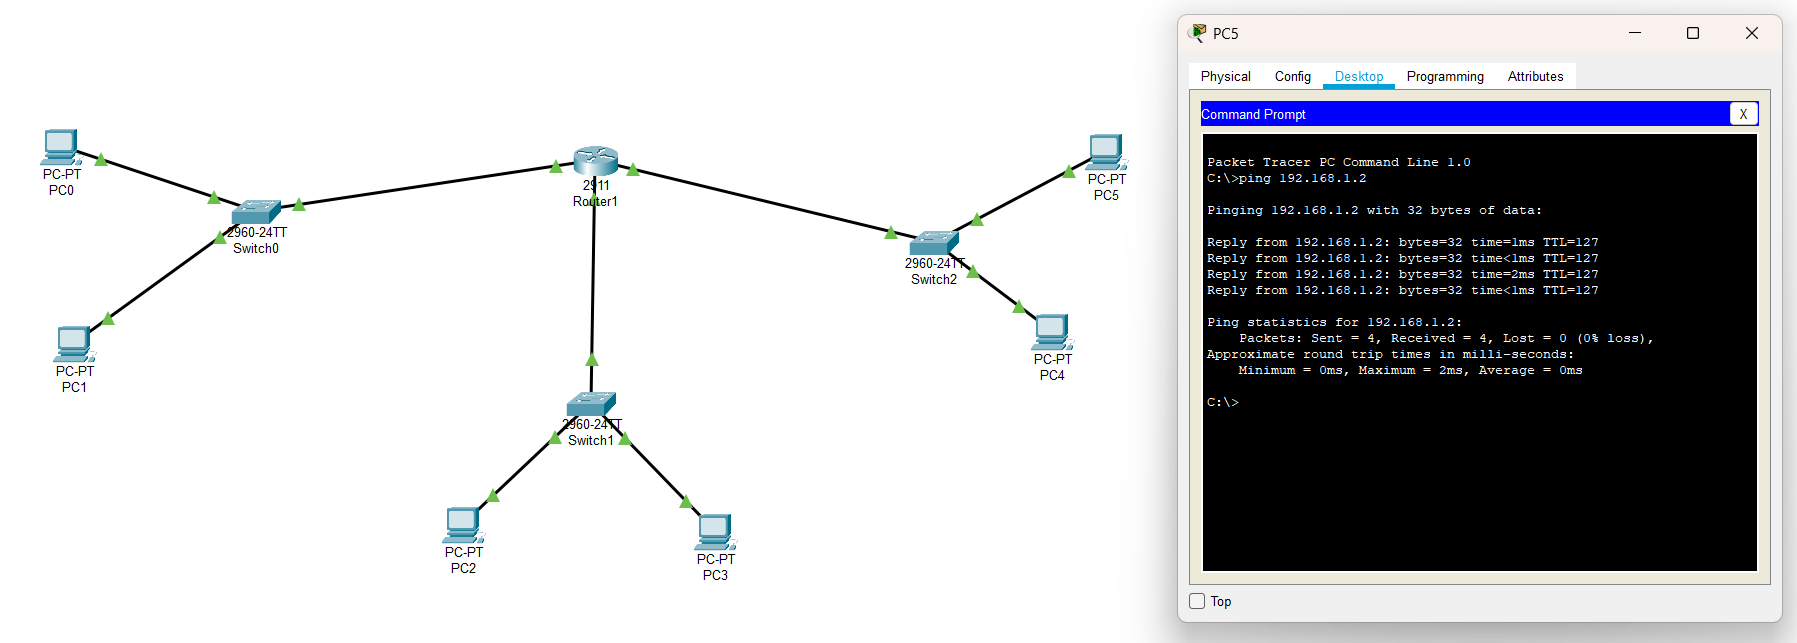 PC-PT
PC0
2960-24TT
Switch0
PC-PT
PC1
2911
Router1
2960-24TT
Switch1
PC-PT
PC2
PC-PT
PC3
2960-24TT
Switch2
PC-PT
PC5
PC-PT
PC4
PC5
Physical Config Desktop Programming Attributes
Command Prompt X
Packet Tracer PC Command Line 1.0
C:\>ping 192.168.1.2
Pinging 192.168.1.2 with 32 bytes of data:
Reply from 192.168.1.2: bytes=32 time=1ms TTL=127
Reply from 192.168.1.2: bytes=32 time<1ms TTL=127
Reply from 192.168.1.2: bytes=32 time=2ms TTL=127
Reply from 192.168.1.2: bytes=32 time<1ms TTL=127
Ping statistics for 192.168.1.2:
Packets: Sent = 4, Received = 4, Lost = 0 (0% loss),
Approximate round trip times in milli-seconds:
Minimum = 0ms, Maximum = 2ms, Average = 0ms
C:\>
Top